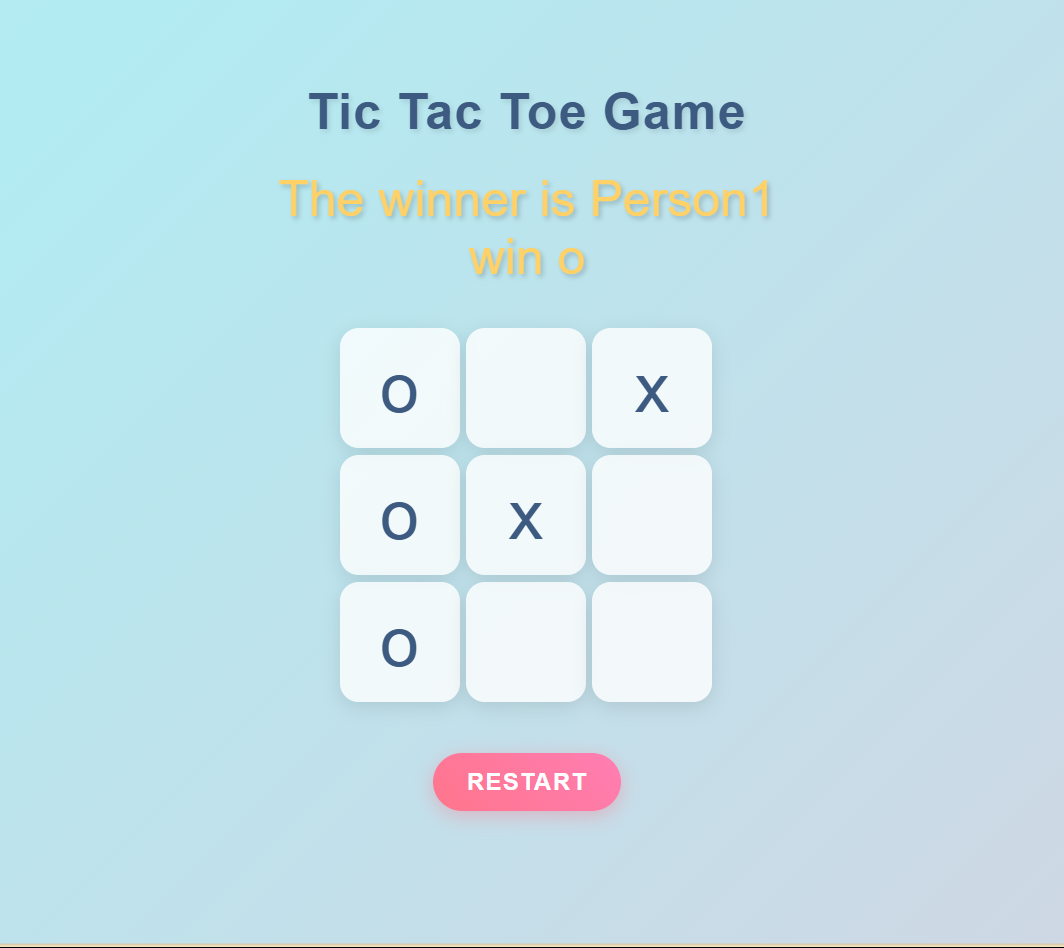 Tic Tac Toe Game
The winner is Person1
win o
O X
O X
O
RESTART